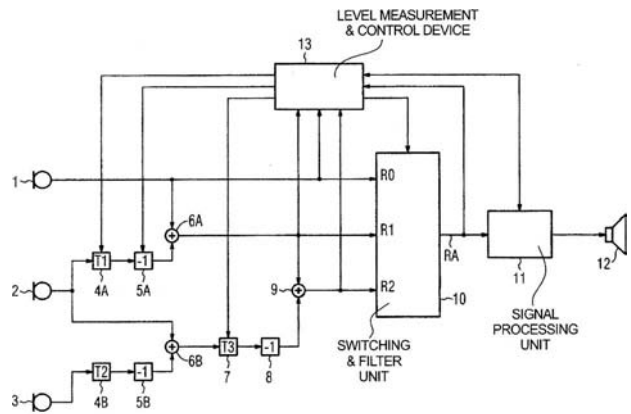 LEVEL MEASUREMENT
& CONTROL DEVICE
13
1
6A
R0
T1
-1
R1
RA
4A
5A
2
9
R2
11
12
10
SIGNAL
PROCESSING
UNIT
SWITCHING
& FILTER
UNIT
6B
T3
-1
7
8
T2
-1
3
4B
5B